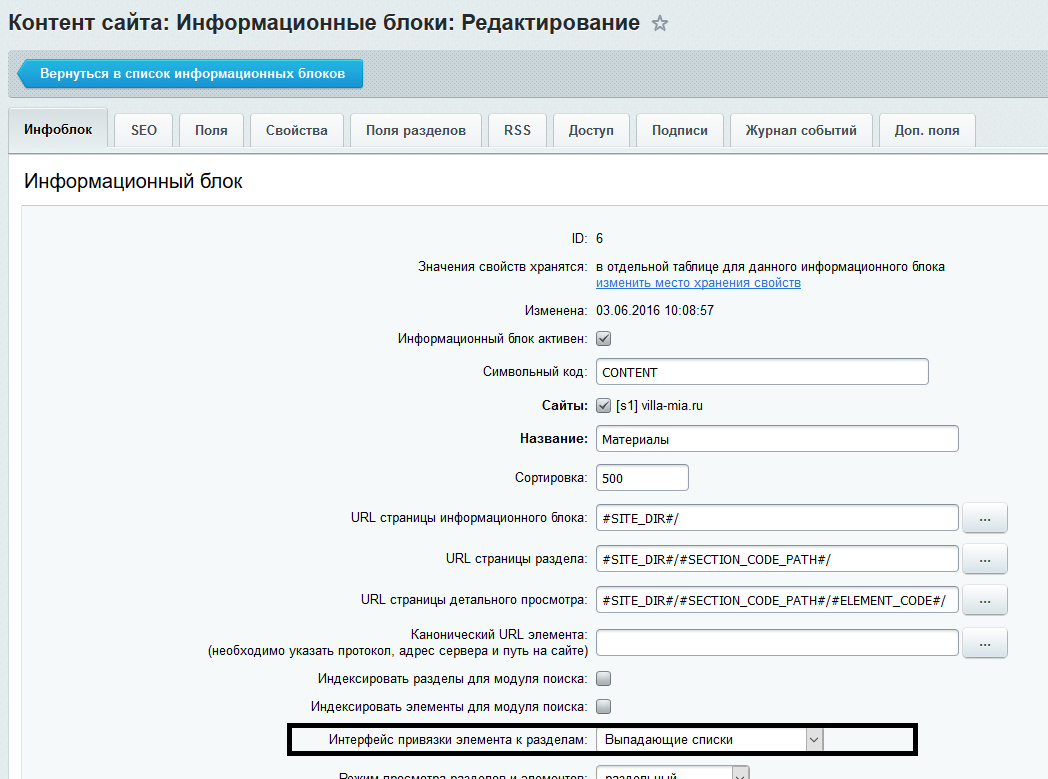 Контент сайта: Информационные блоки: Редактирование
Вернуться в список информационных блоков
Инфоблок SEO Поля Свойства Поля разделов RSS Доступ Подписи Журнал событий Доп. поля
Информационный блок
ID: 6
Значения свойств хранятся: в отдельной таблице для данного информационного блока
изменить место хранения свойств
Изменена: 03.06.2016 10:08:57
Информационный блок активен:
Символьный код: CONTENT
Сайты: [s1] villa-mia.ru
Название: Материалы
Сортировка: 500
URL страницы информационного блока: #SITE_DIR#/ ...
URL страницы раздела: #SITE_DIR#/#SECTION_CODE_PATH#/ ...
URL страницы детального просмотра: #SITE_DIR#/#SECTION_CODE_PATH#/#ELEMENT_CODE#/ ...
Канонический URL элемента:
(необходимо указать протокол, адрес сервера и путь на сайте) ...
Индексировать разделы для модуля поиска:
Индексировать элементы для модуля поиска:
Интерфейс привязки элемента к разделам: Выпадающие списки
Режим просмотра разделов и элементов: раздельный